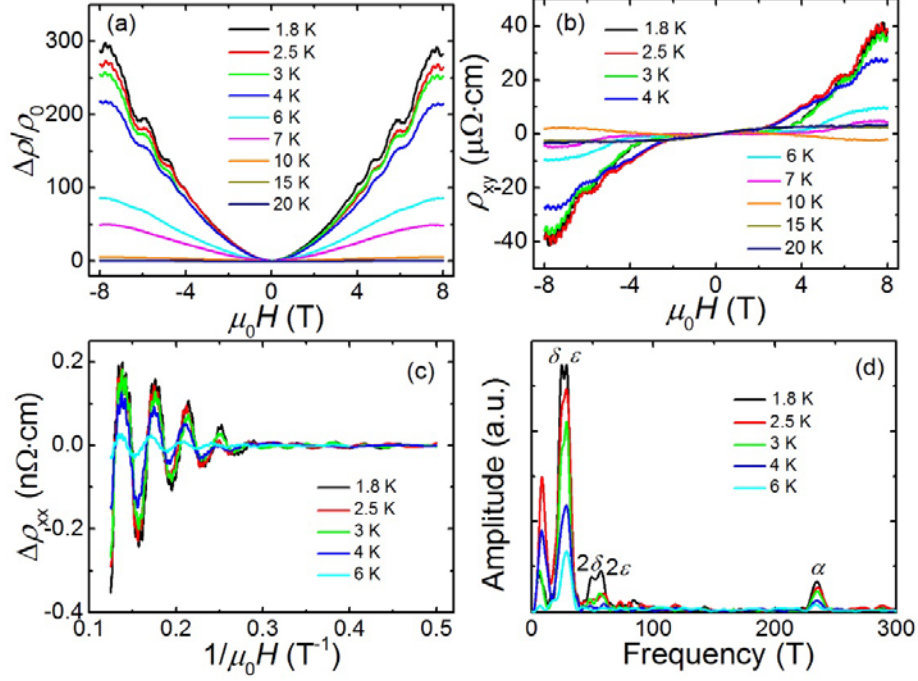 (a)
1.8 K
2.5 K
3 K
4 K
6 K
7 K
10 K
15 K
20 K
300
200
100
0
Δρ/ρ₀
-8 -4 0 4 8
μ₀H (T)
(b)
1.8 K
2.5 K
3 K
4 K
6 K
7 K
10 K
15 K
20 K
40
20
0
-20
-40
ρxy (μΩ·cm)
-8 -4 0 4 8
μ₀H (T)
(c)
1.8 K
2.5 K
3 K
4 K
6 K
0.2
0.0
-0.2
-0.4
Δρxx (nΩ·cm)
0.1 0.2 0.3 0.4 0.5
1/μ₀H (T⁻¹)
(d)
δ ε
1.8 K
2.5 K
3 K
4 K
6 K
2δ 2ε
α
Amplitude (a.u.)
0 100 200 300
Frequency (T)